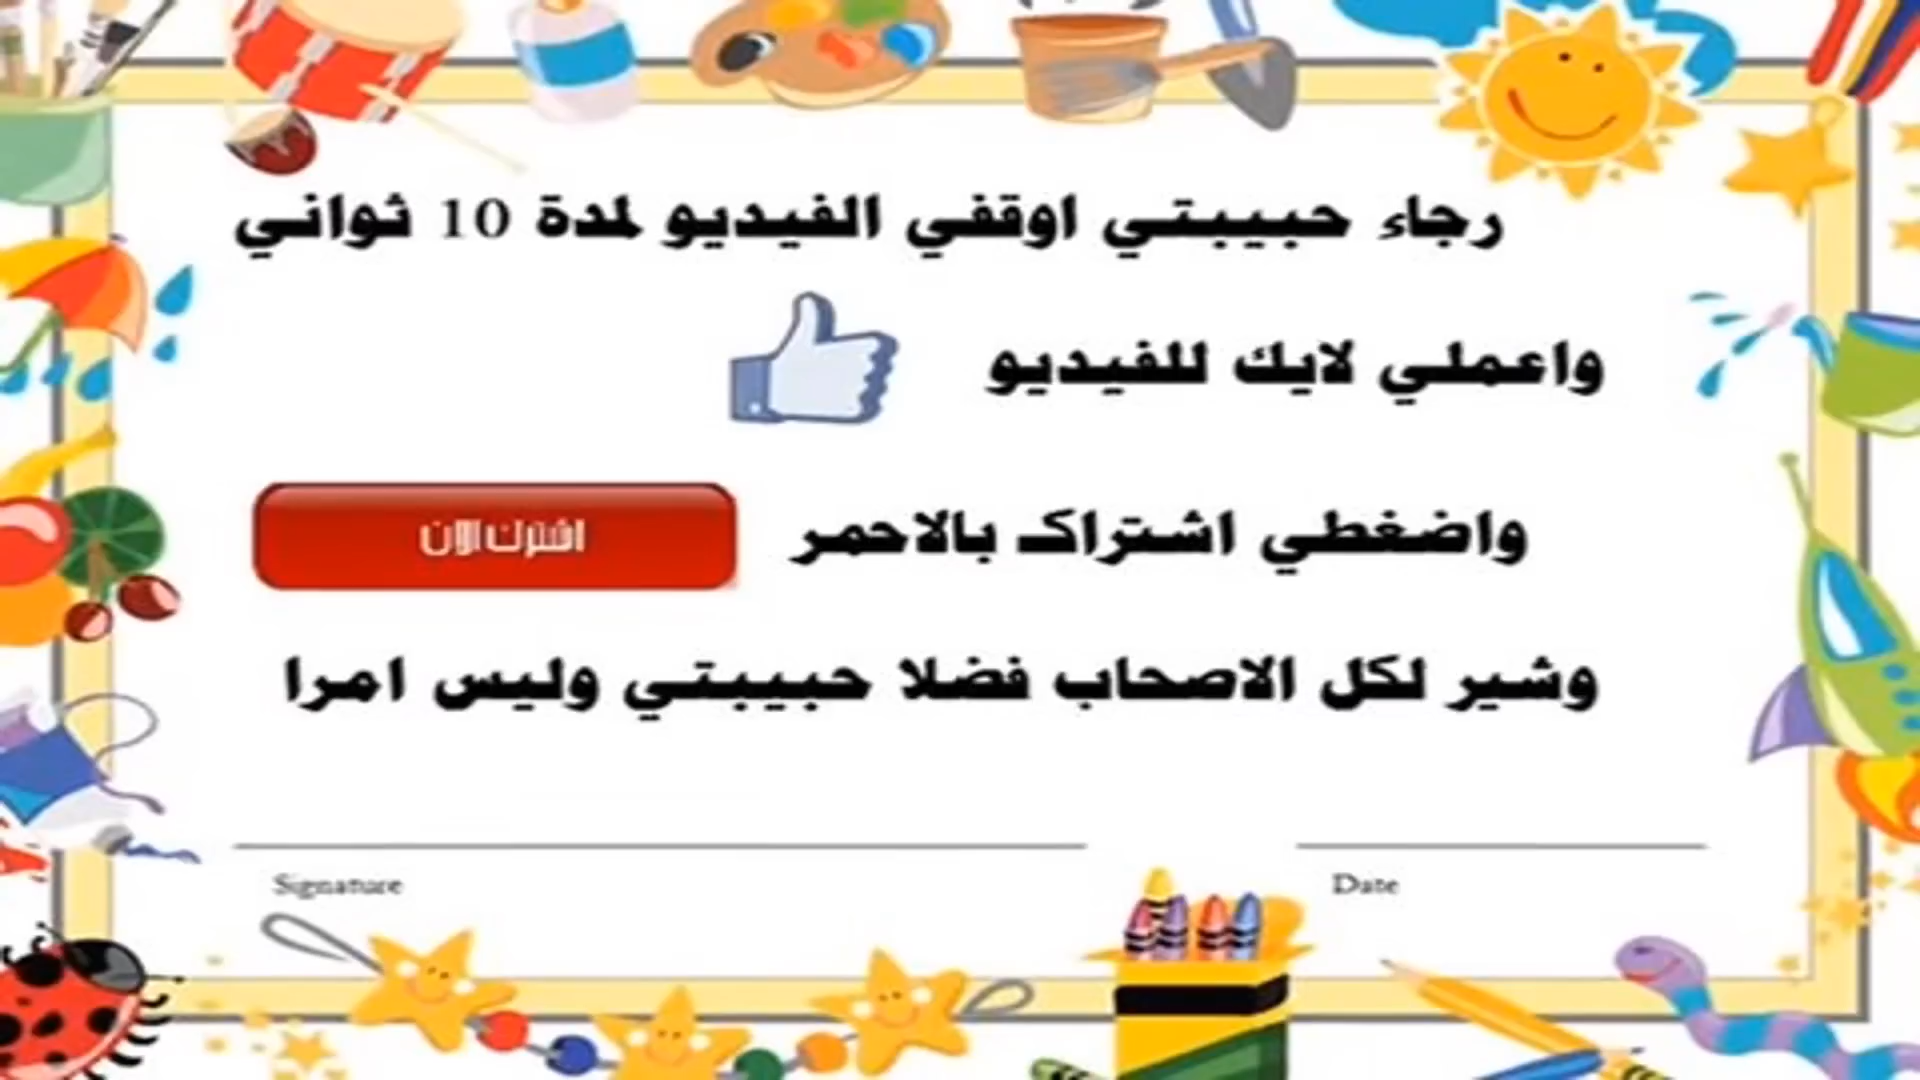 رجاء حبيبتي اوقفي الفيديو لمدة 10 ثواني
واعملي لايك للفيديو
واضغطي اشتراك بالاحمر
اشترك الان
وشير لكل الاصحاب فضلا حبيبتي وليس امرا
Signature
Date